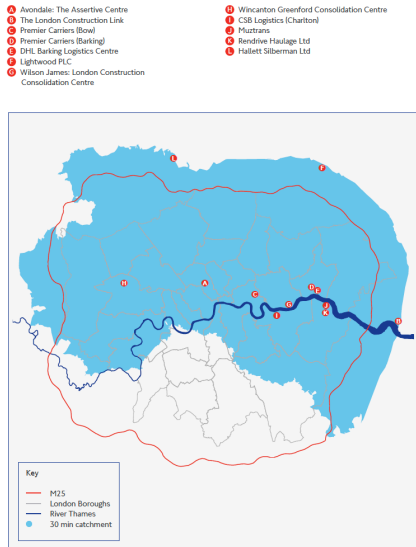 A Avondale: The Assertive Centre
B The London Construction Link
C Premier Carriers (Bow)
D Premier Carriers (Barking)
E DHL Barking Logistics Centre
F Lightwood PLC
G Wilson James: London Construction
Consolidation Centre
H Wincanton Greenford Consolidation Centre
I CSB Logistics (Charlton)
J Muztrans
K Rendrive Haulage Ltd
L Hallett Silberman Ltd
L
F
H
A
C
D
E
G
J
I
K
B
Key
M25
London Boroughs
River Thames
30 min catchment